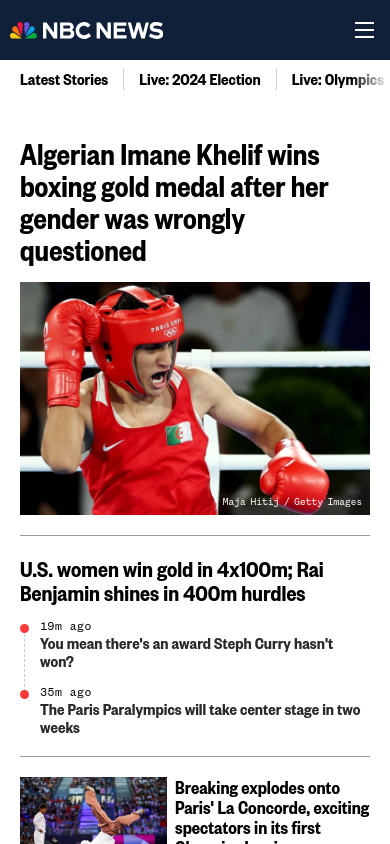 NBC NEWS
Latest Stories
Live: 2024 Election
Live: Olympics
Algerian Imane Khelif wins
boxing gold medal after her
gender was wrongly
questioned
PARIS 2024
Maja Hitij / Getty Images
U.S. women win gold in 4x100m; Rai
Benjamin shines in 400m hurdles
19m ago
You mean there's an award Steph Curry hasn't
won?
35m ago
The Paris Paralympics will take center stage in two
weeks
Breaking explodes onto
Paris' La Concorde, exciting
spectators in its first